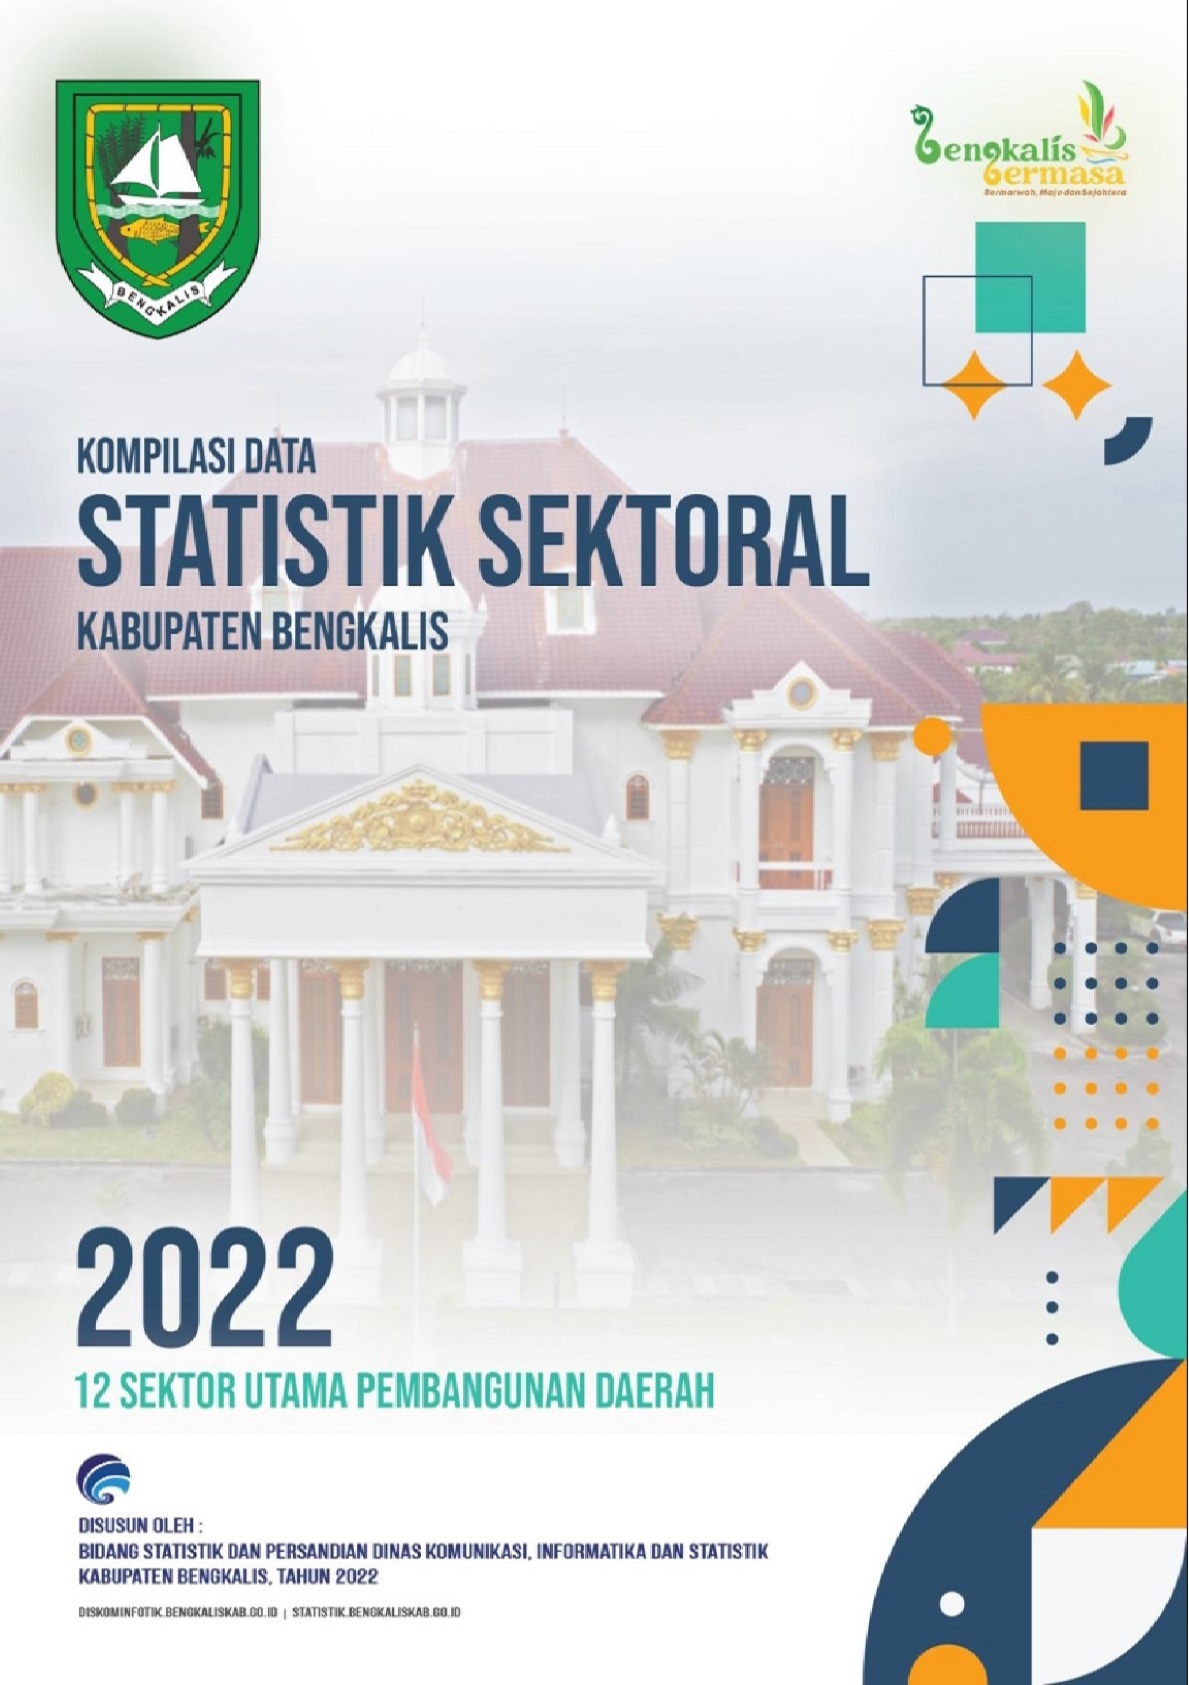 BENGKALIS
Bengkalis
Bermasa
Bermarwah, Maju dan Sejahtera
KOMPILASI DATA
STATISTIK SEKTORAL
KABUPATEN BENGKALIS
2022
12 SEKTOR UTAMA PEMBANGUNAN DAERAH
DISUSUN OLEH :
BIDANG STATISTIK DAN PERSANDIAN DINAS KOMUNIKASI, INFORMATIKA DAN STATISTIK
KABUPATEN BENGKALIS, TAHUN 2022
DISKOMINFOTIK.BENGKALISKAB.GO.ID | STATISTIK.BENGKALISKAB.GO.ID